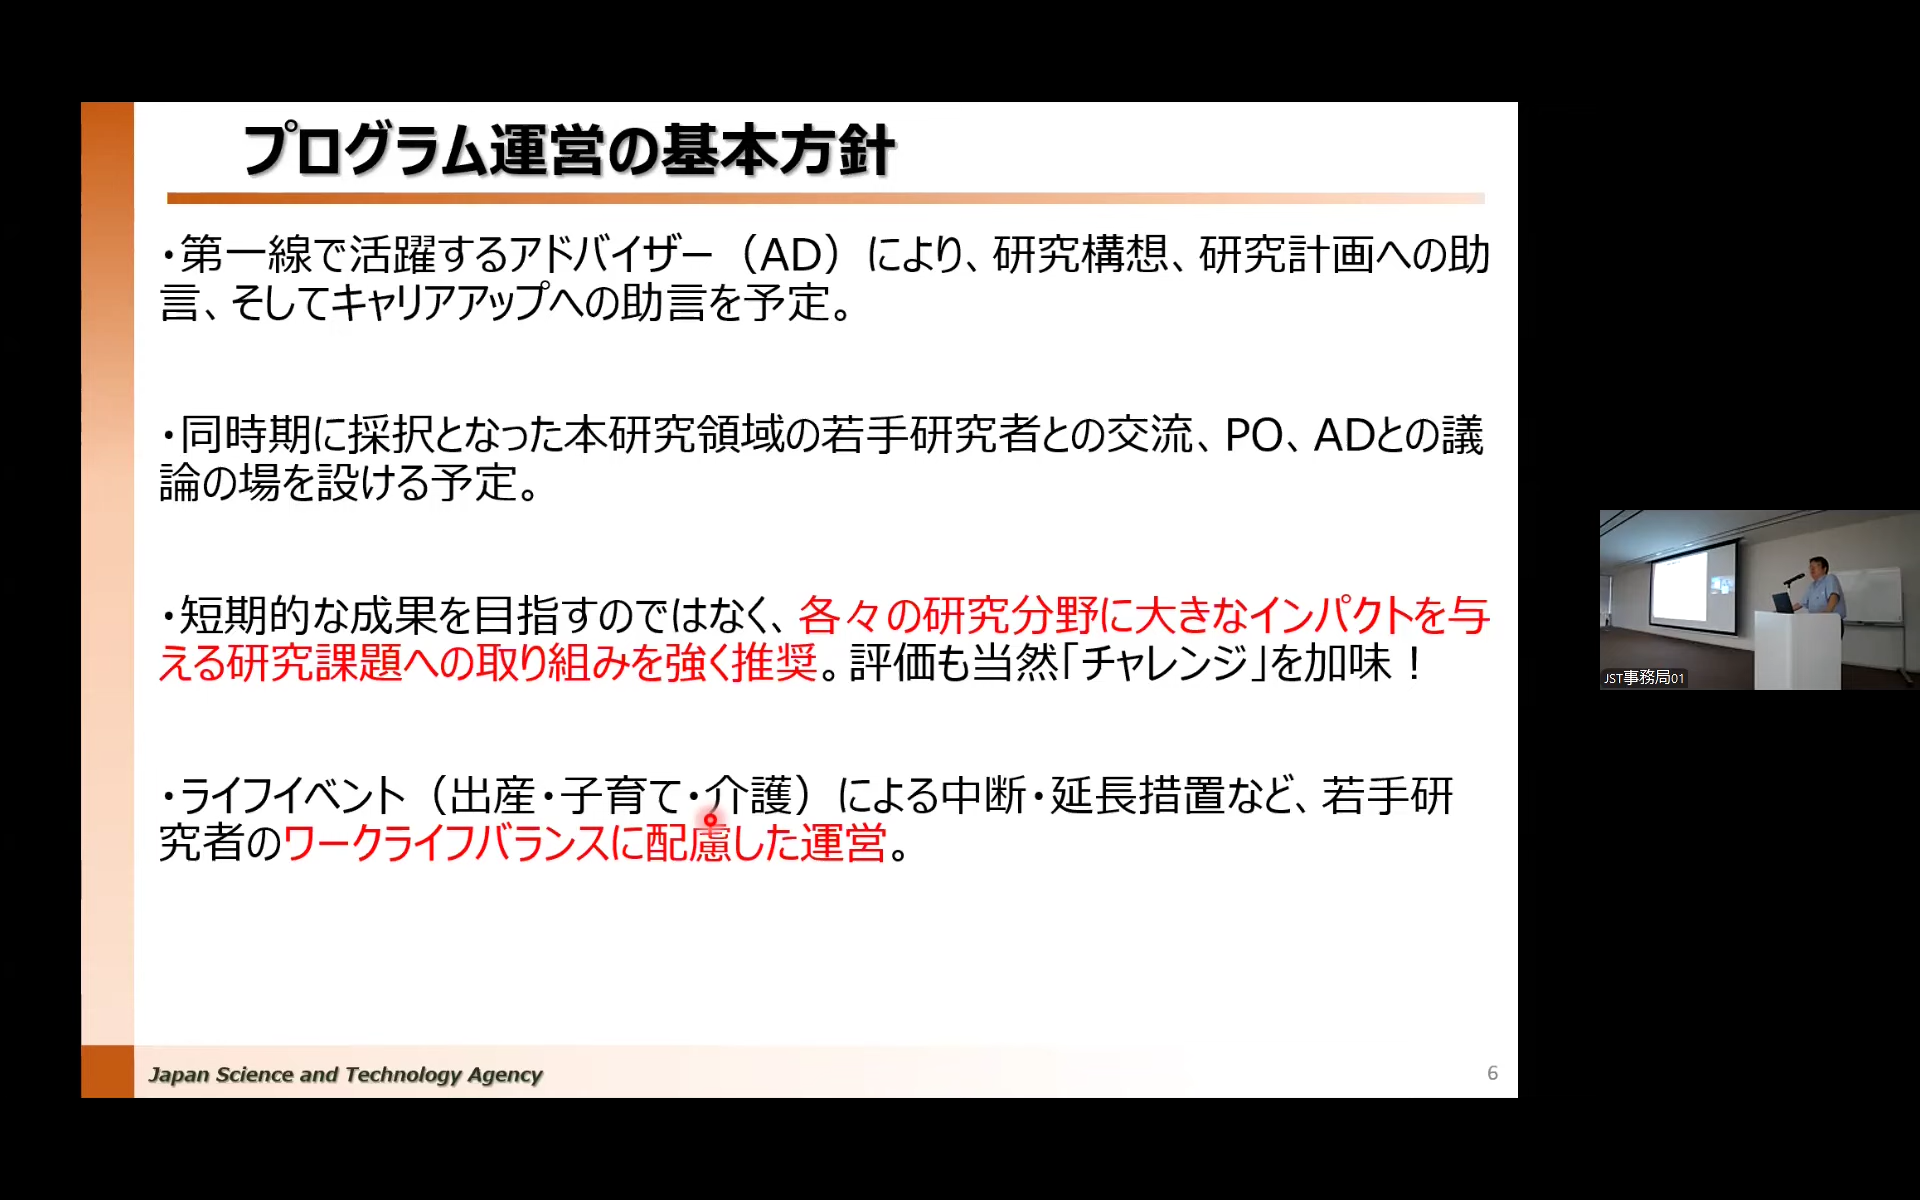 プログラム運営の基本方針
・第一線で活躍するアドバイザー（AD）により、研究構想、研究計画への助
言、そしてキャリアアップへの助言を予定。
・同時期に採択となった本研究領域の若手研究者との交流、PO、ADとの議
論の場を設ける予定。
・短期的な成果を目指すのではなく、各々の研究分野に大きなインパクトを与
える研究課題への取り組みを強く推奨。評価も当然「チャレンジ」を加味！
・ライフイベント（出産・子育て・介護）による中断・延長措置など、若手研
究者のワークライフバランスに配慮した運営。
Japan Science and Technology Agency
6
JST事務局01